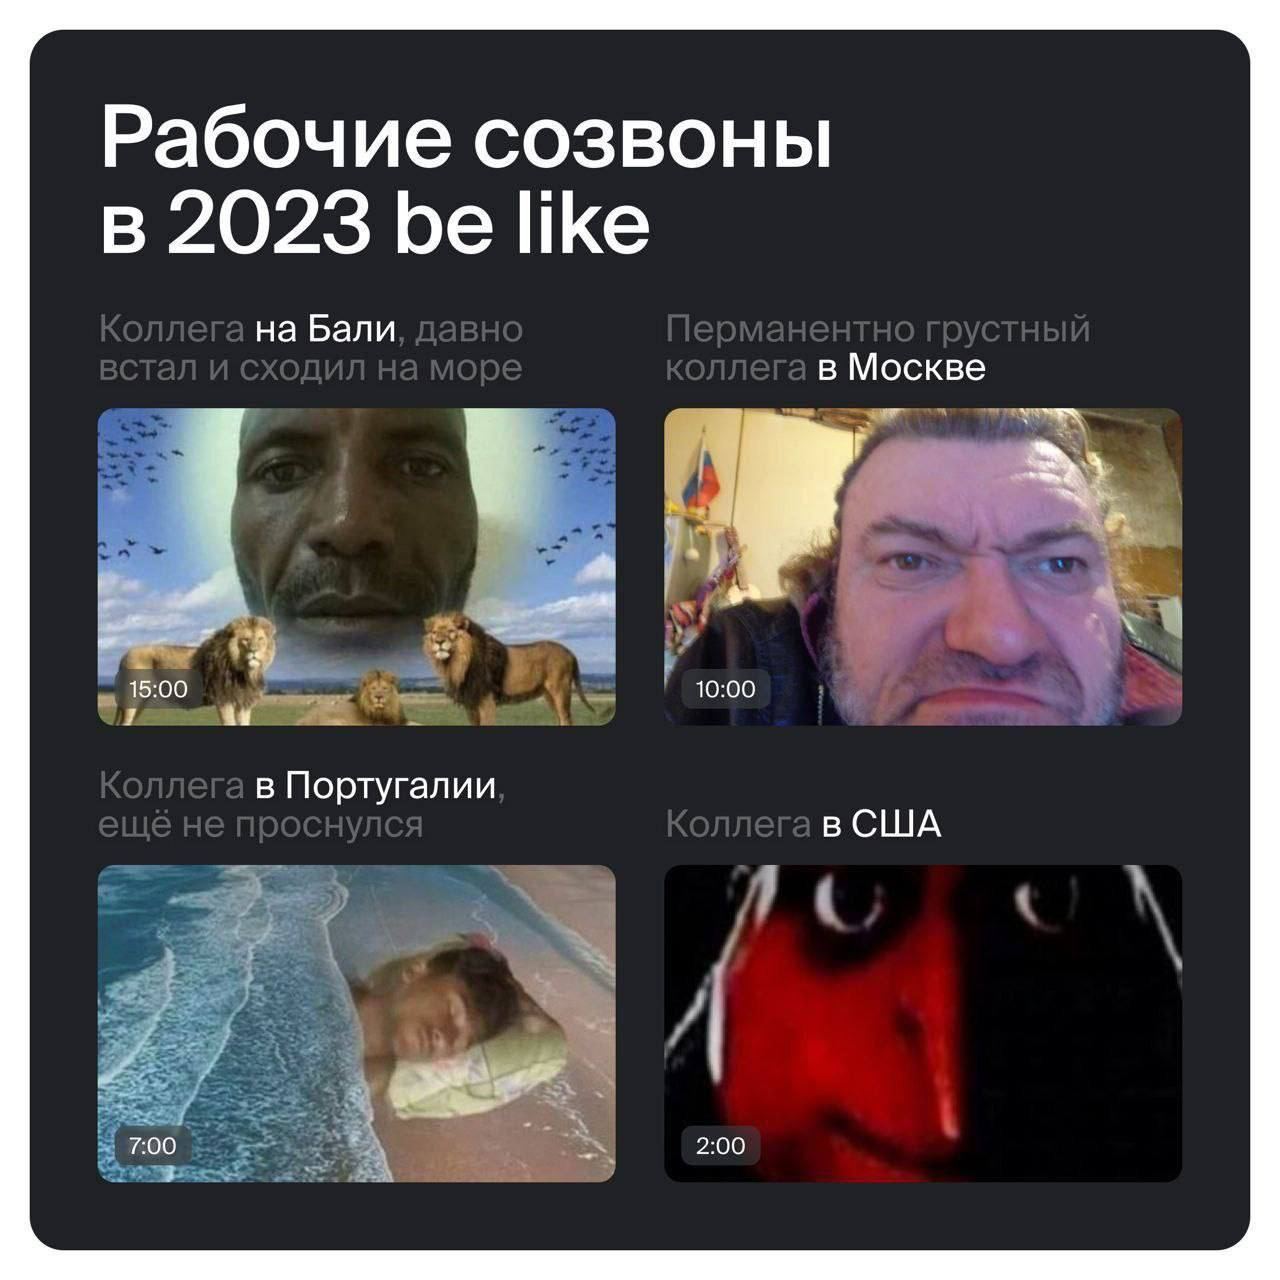 Рабочие созвоны
в 2023 be like
Коллега на Бали, давно
встал и сходил на море
Перманентно грустный
коллега в Москве
15:00
10:00
Коллега в Португалии,
ещё не проснулся
Коллега в США
7:00
2:00